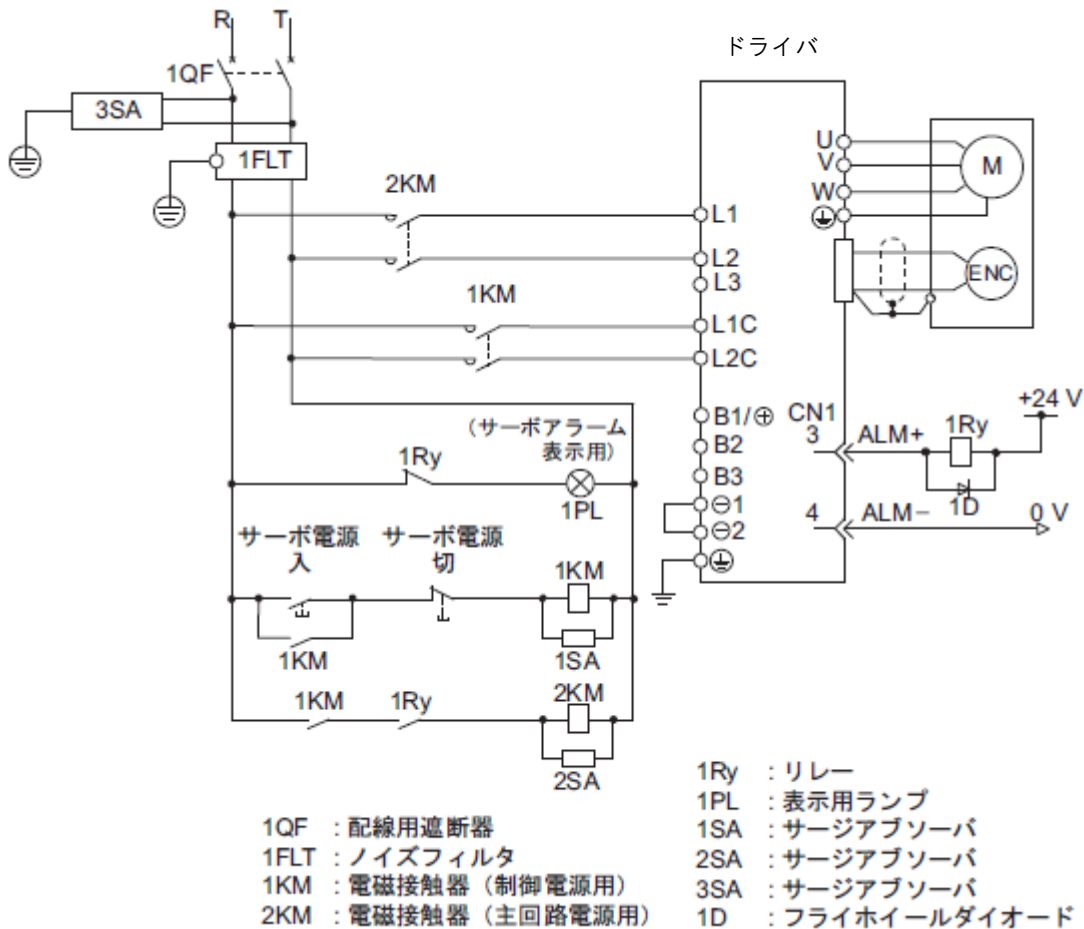 R T
ドライバ
1QF
3SA
1FLT
2KM
L1
L2
L3
1KM
L1C
L2C
U
V
W
M
ENC
B1/⊕
B2
B3
⊖1
⊖2
CN1
3 ALM+
4 ALM−
1Ry
+24 V
1D
0 V
(サーボアラーム
表示用)
1Ry
1PL
サーボ電源
入
サーボ電源
切
1KM
1KM
1SA
1KM
1Ry
2KM
2SA
1QF : 配線用遮断器
1FLT : ノイズフィルタ
1KM : 電磁接触器（制御電源用）
2KM : 電磁接触器（主回路電源用）
1Ry : リレー
1PL : 表示用ランプ
1SA : サージアブソーバ
2SA : サージアブソーバ
3SA : サージアブソーバ
1D : フライホイールダイオード